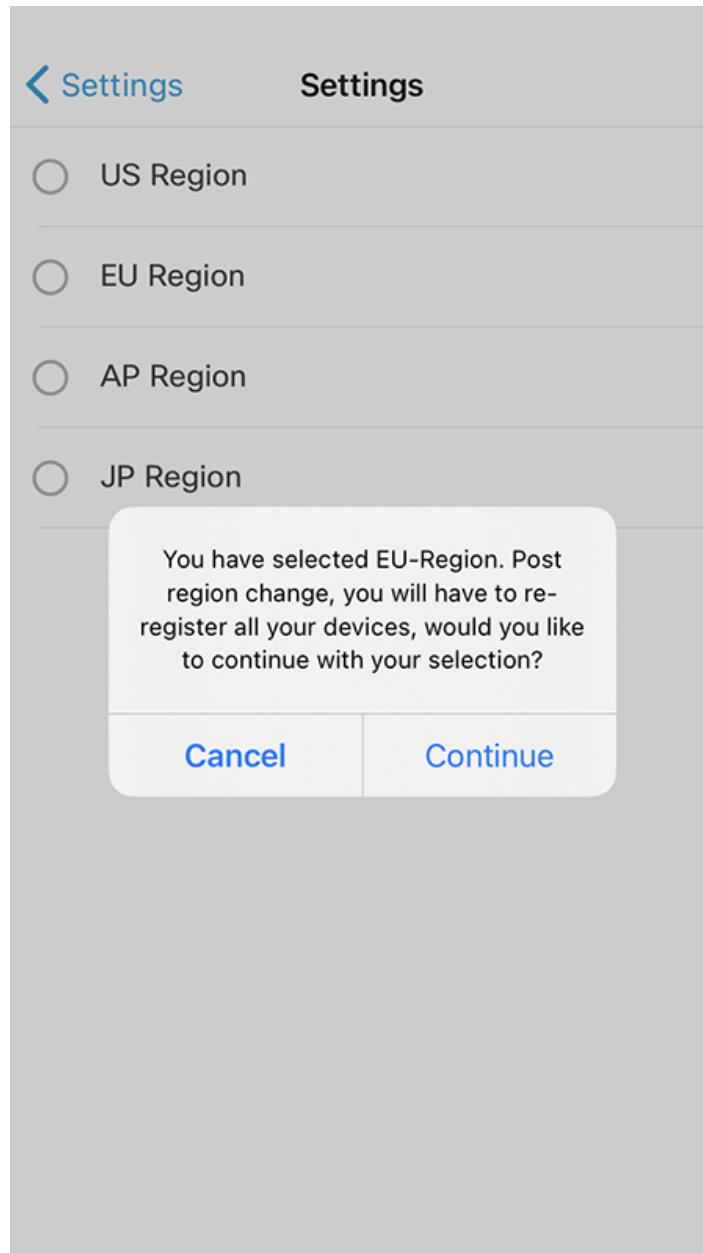 Settings
Settings
US Region
EU Region
AP Region
JP Region
You have selected EU-Region. Post
region change, you will have to re-
register all your devices, would you like
to continue with your selection?
Cancel
Continue